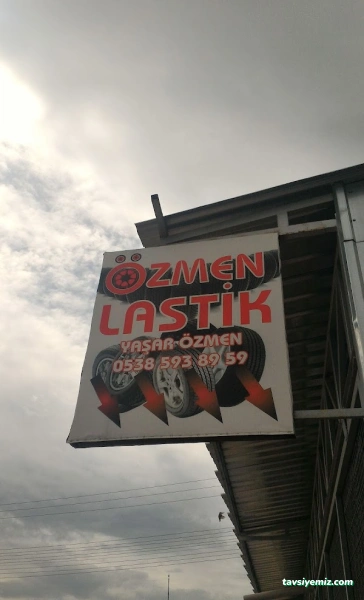 ÖZMEN
LASTİK
YAŞAR-ÖZMEN
0538 593 89 59
tavsiyemiz.com